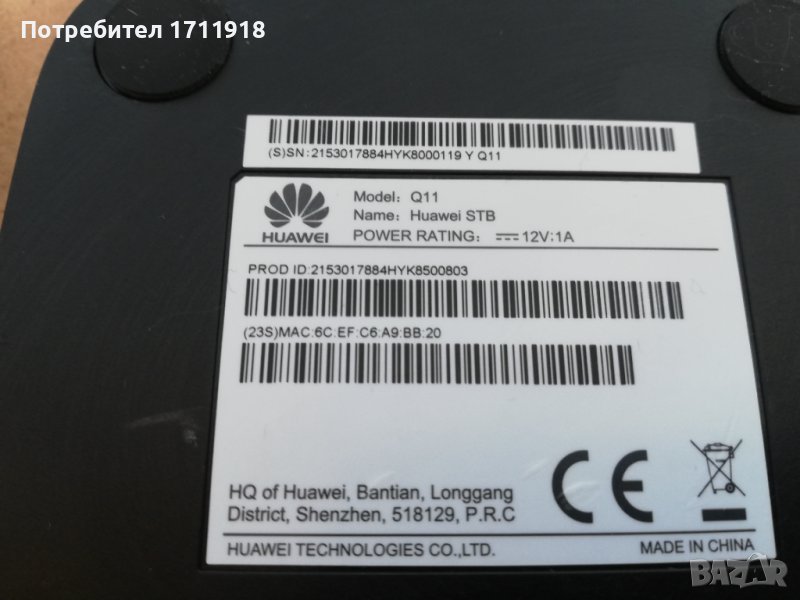 Потребител 1711918
(S)SN:2153017884HYK8000119 Y Q11
HUAWEI
Model: Q11
Name: Huawei STB
POWER RATING: 12V;1A
PROD ID:2153017884HYK8500803
(23S)MAC:6C:EF:C6:A9:BB:20
HQ of Huawei, Bantian, Longgang
District, Shenzhen, 518129, P.R.C
CE
HUAWEI TECHNOLOGIES CO.,LTD.
MADE IN CHINA
BAZAR